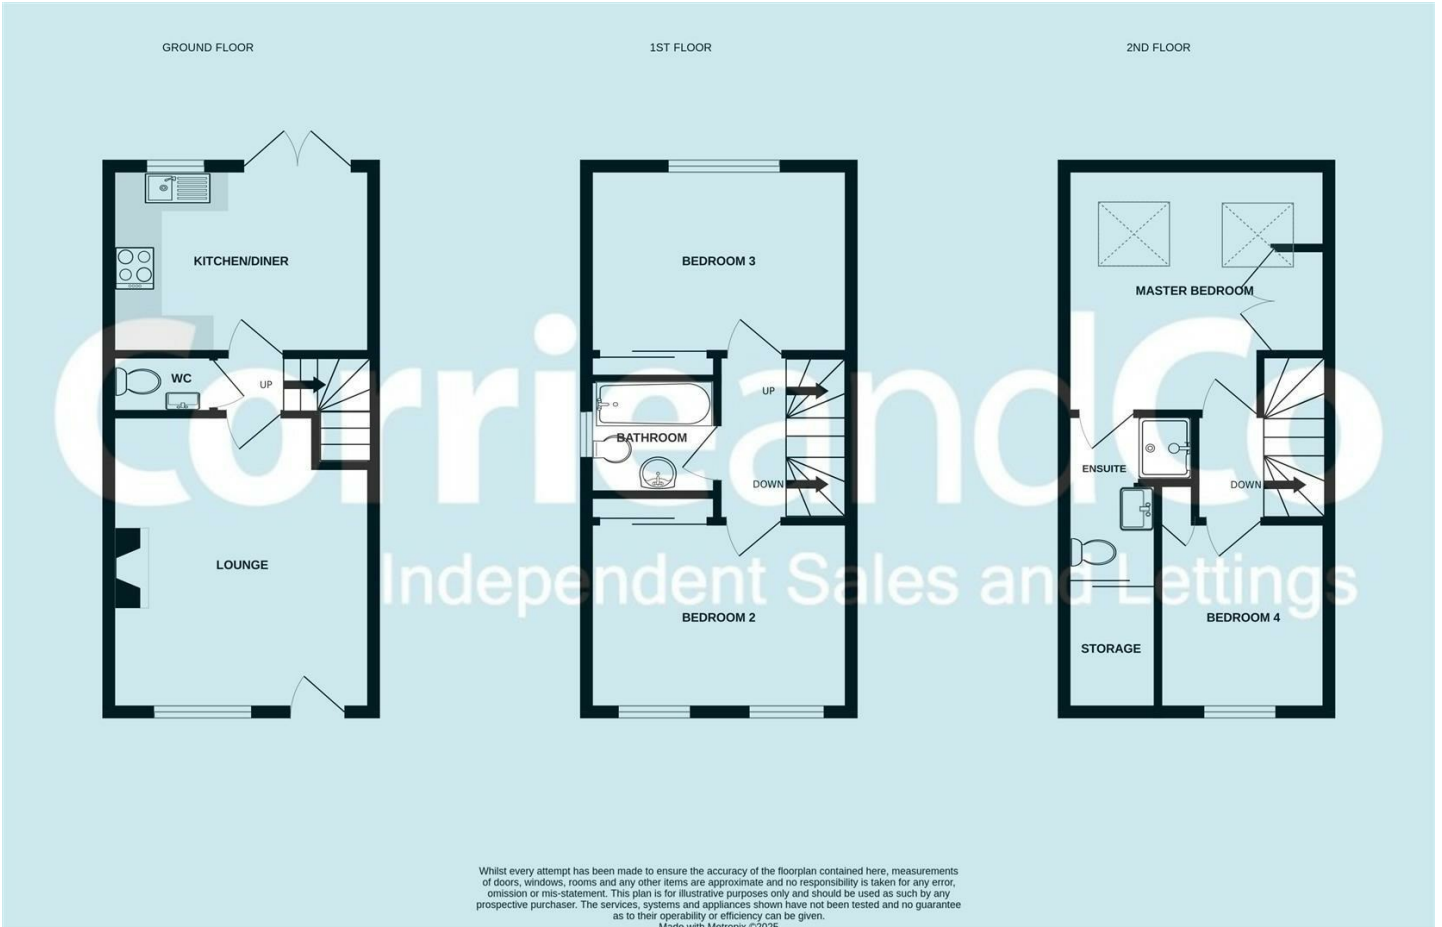 GROUND FLOOR
1ST FLOOR
2ND FLOOR
KITCHEN/DINER
WC
UP
LOUNGE
BEDROOM 3
UP
BATHROOM
DOWN
BEDROOM 2
MASTER BEDROOM
ENSUITE
DOWN
BEDROOM 4
STORAGE
CorrieandCo
Independent Sales and Lettings
Whilst every attempt has been made to ensure the accuracy of the floorplan contained here, measurements
of doors, windows, rooms and any other items are approximate and no responsibility is taken for any error,
omission or mis-statement. This plan is for illustrative purposes only and should be used as such by any
prospective purchaser. The services, systems and appliances shown have not been tested and no guarantee
as to their operability or efficiency can be given.
Made with Metropix ©2025